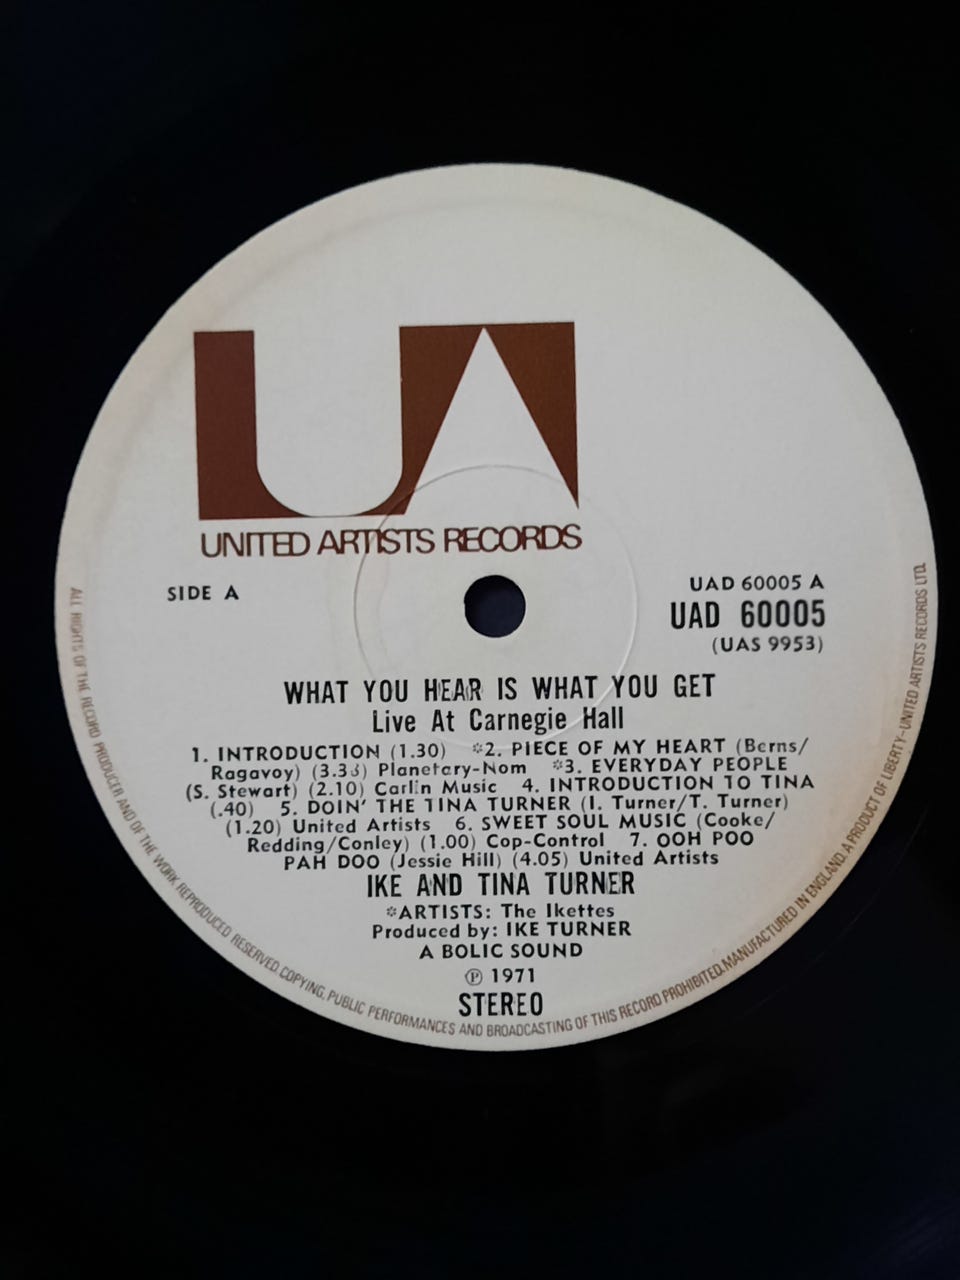 UA
UNITED ARTISTS RECORDS
SIDE A
UAD 60005 A
UAD 60005
(UAS 9953)
WHAT YOU HEAR IS WHAT YOU GET
Live At Carnegie Hall
1. INTRODUCTION (1.30) *2. PIECE OF MY HEART (Berns/
Ragavoy) (3.33) Planetary-Nom *3. EVERYDAY PEOPLE
(S. Stewart) (2.10) Carlin Music 4. INTRODUCTION TO TINA
(.40) 5. DOIN' THE TINA TURNER (I. Turner/T. Turner)
(1.20) United Artists 6. SWEET SOUL MUSIC (Cooke/
Redding/Conley) (1.00) Cop-Control 7. OOH POO
PAH DOO (Jessie Hill) (4.05) United Artists
IKE AND TINA TURNER
*ARTISTS: The Ikettes
Produced by: IKE TURNER
A BOLIC SOUND
℗ 1971
STEREO
ALL RIGHTS OF THE RECORD PRODUCER AND OF THE WORK REPRODUCED RESERVED. COPYING, PUBLIC PERFORMANCES AND BROADCASTING OF THIS RECORD PROHIBITED. MANUFACTURED IN ENGLAND. A PRODUCT OF LIBERTY-UNITED ARTISTS RECORDS LTD.